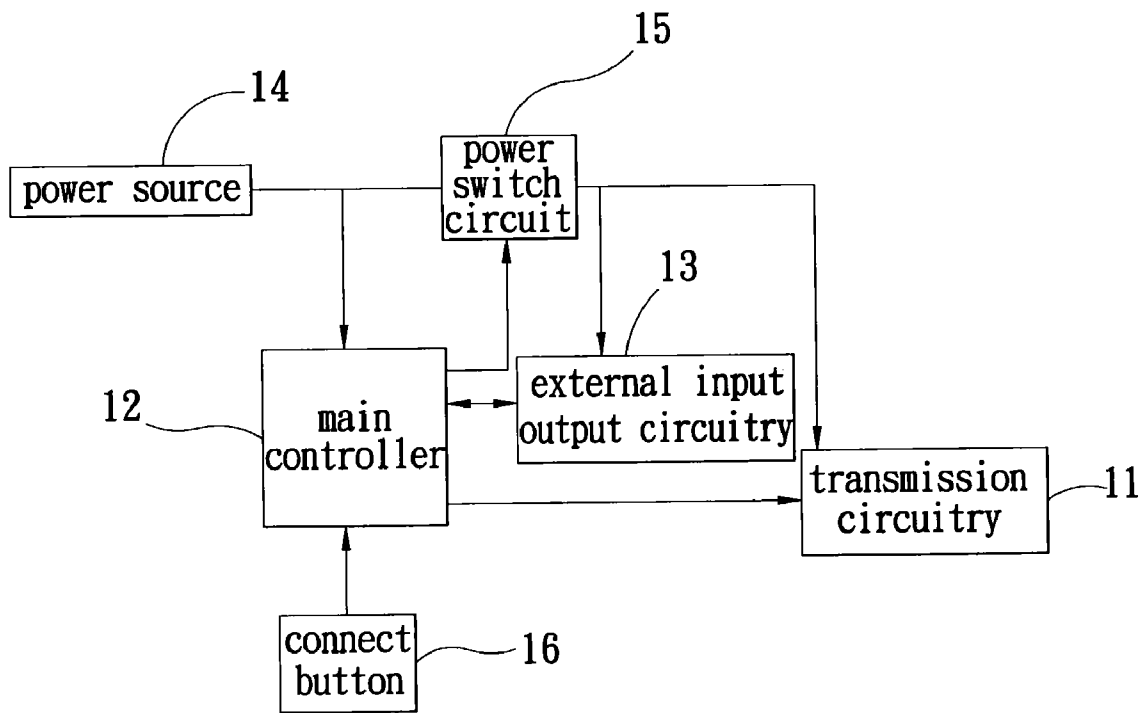 15
14
power
switch
circuit
power source
13
external input
output circuitry
12
main
controller
transmission
circuitry
11
connect
button
16